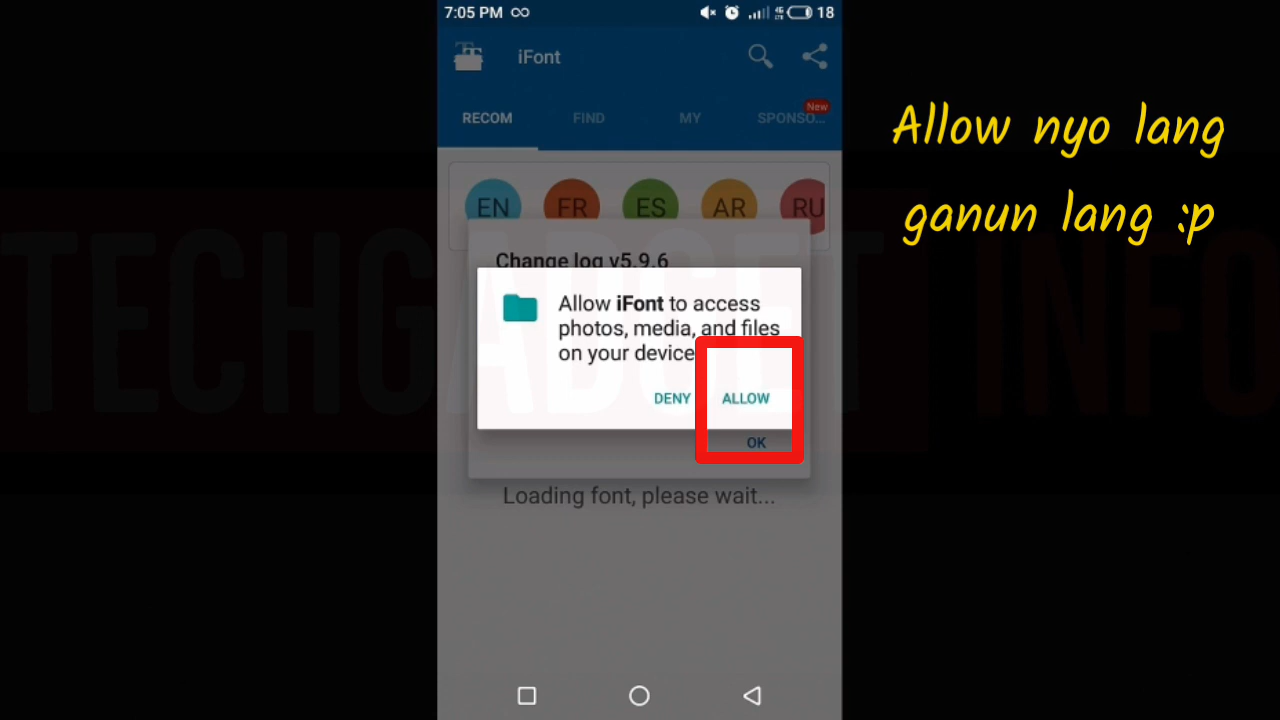 7:05 PM
18
iFont
RECOM
FIND
MY
SPONSO...
New
EN
FR
ES
AR
RU
Change log v5.9.6
Allow iFont to access
photos, media, and files
on your device
DENY
ALLOW
OK
Loading font, please wait...
Allow nyo lang
ganun lang :p
TECHGADGET INFO